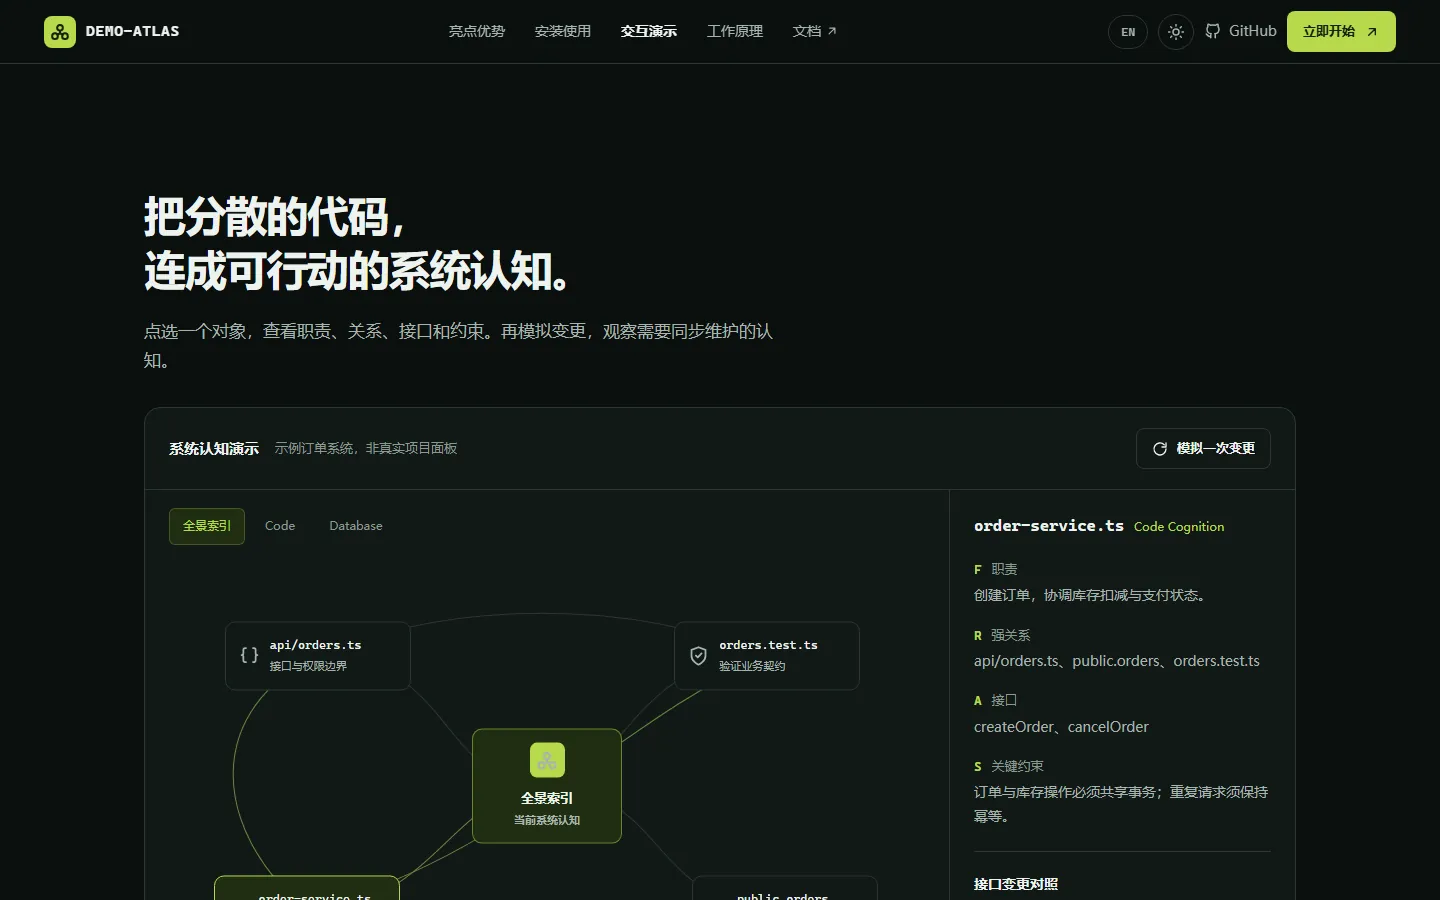 DEMO-ATLAS
亮点优势
安装使用
交互演示
工作原理
文档 ↗
EN
GitHub
立即开始 ↗
把分散的代码，
连成可行动的系统认知。
点选一个对象，查看职责、关系、接口和约束。再模拟变更，观察需要同步维护的认
知。
系统认知演示
示例订单系统，非真实项目面板
模拟一次变更
全景索引
Code
Database
api/orders.ts
接口与权限边界
orders.test.ts
验证业务契约
全景索引
当前系统认知
order-service.ts
public.orders
order-service.ts Code Cognition
F 职责
创建订单，协调库存扣减与支付状态。
R 强关系
api/orders.ts、public.orders、orders.test.ts
A 接口
createOrder、cancelOrder
S 关键约束
订单与库存操作必须共享事务；重复请求须保持
幂等。
接口变更对照